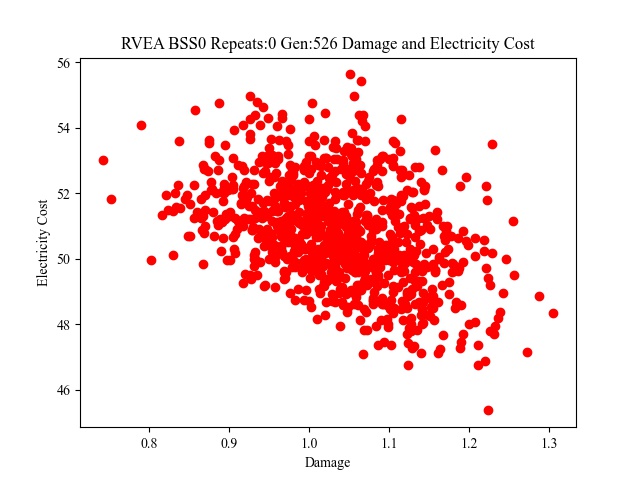 RVEA BSS0 Repeats:0 Gen:526 Damage and Electricity Cost
56
54
52
50
48
46
Electricity Cost
0.8 0.9 1.0 1.1 1.2 1.3
Damage